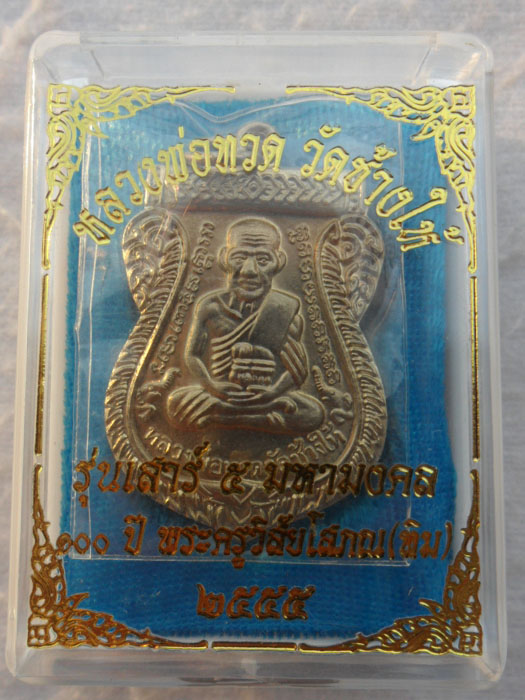 หลวงพ่อทวด วัดช้างให้
รุ่นเสาร์ ๕ มหามงคล
๑๐๐ ปี พระครูวิสัยโสภณ(ทิม)
๒๕๕๕